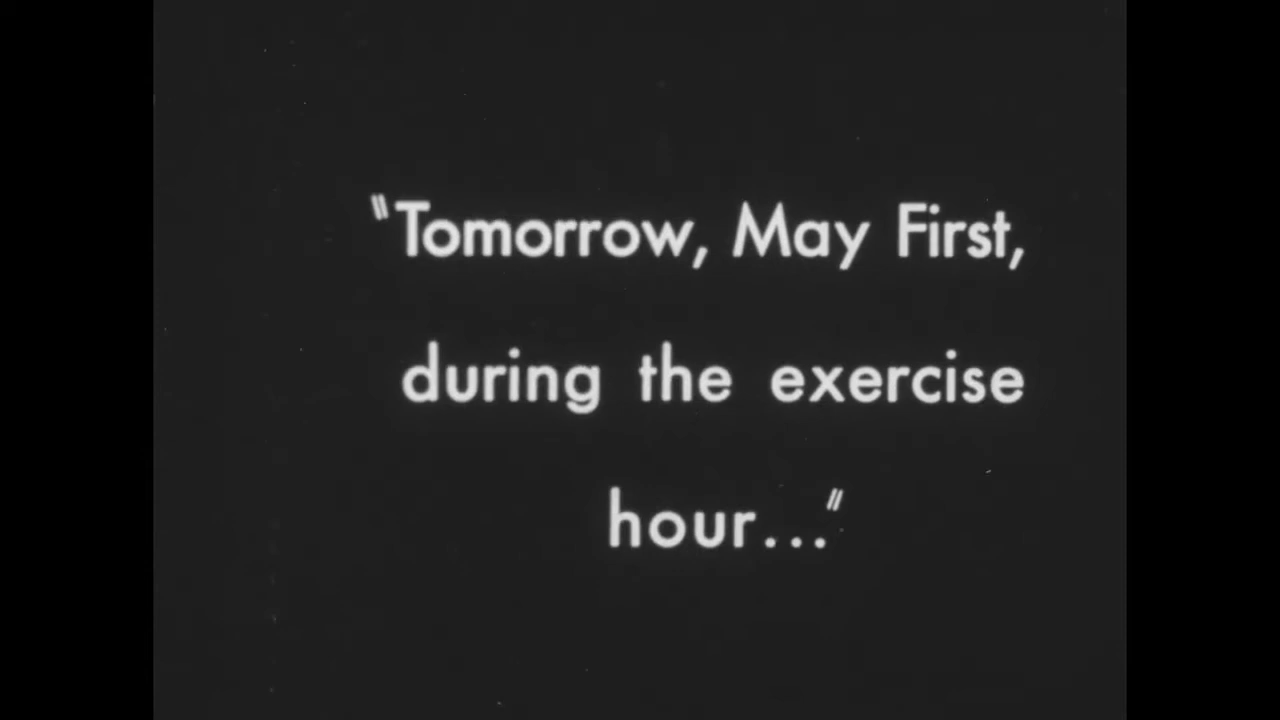 "Tomorrow, May First,
during the exercise
hour..."